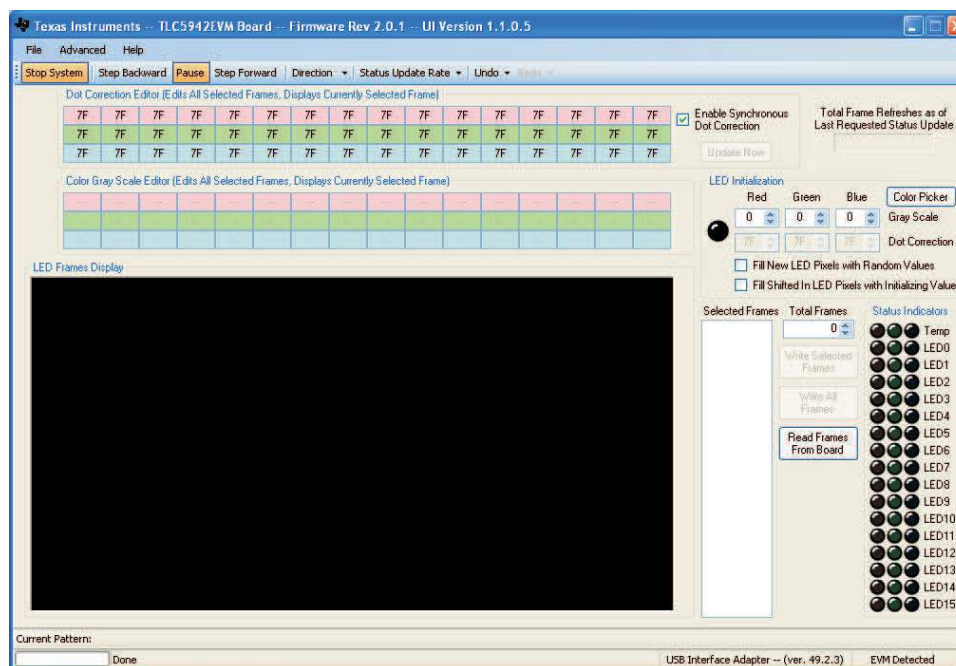 Texas Instruments -- TLC5942EVM Board -- Firmware Rev 2.0.1 -- UI Version 1.1.0.5
File Advanced Help
Stop System Step Backward Pause Step Forward Direction Status Update Rate Undo Redo
Dot Correction Editor (Edits All Selected Frames, Displays Currently Selected Frame)
7F 7F 7F 7F 7F 7F 7F 7F 7F 7F 7F 7F 7F 7F 7F 7F
7F 7F 7F 7F 7F 7F 7F 7F 7F 7F 7F 7F 7F 7F 7F 7F
7F 7F 7F 7F 7F 7F 7F 7F 7F 7F 7F 7F 7F 7F 7F 7F
Enable Synchronous
Dot Correction
Update Now
Total Frame Refreshes as of
Last Requested Status Update
Color Gray Scale Editor (Edits All Selected Frames, Displays Currently Selected Frame)
LED Initialization
Red Green Blue Color Picker
0 0 0 Gray Scale
7F 7F 7F Dot Correction
Fill New LED Pixels with Random Values
Fill Shifted In LED Pixels with Initializing Value
LED Frames Display
Selected Frames Total Frames Status Indicators
0
Write Selected
Frames
Write All
Frames
Read Frames
From Board
Temp
LED0
LED1
LED2
LED3
LED4
LED5
LED6
LED7
LED8
LED9
LED10
LED11
LED12
LED13
LED14
LED15
Current Pattern:
Done USB Interface Adapter -- (ver. 49.2.3) EVM Detected